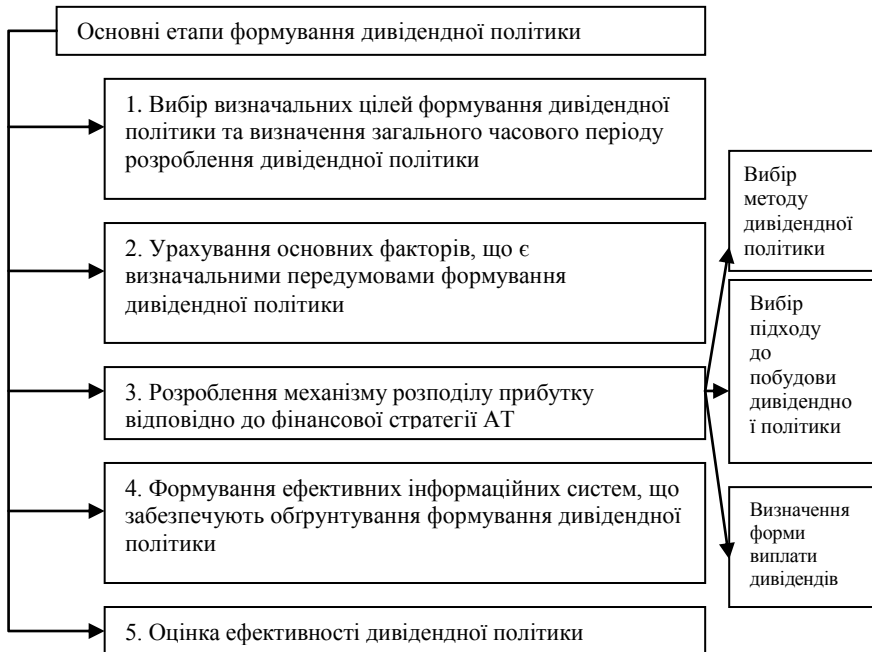 Основні етапи формування дивідендної політики
1. Вибір визначальних цілей формування дивідендної
політики та визначення загального часового періоду
розроблення дивідендної політики
2. Урахування основних факторів, що є
визначальними передумовами формування
дивідендної політики
3. Розроблення механізму розподілу прибутку
відповідно до фінансової стратегії АТ
4. Формування ефективних інформаційних систем, що
забезпечують обґрунтування формування дивідендної
політики
5. Оцінка ефективності дивідендної політики
Вибір
методу
дивідендної
політики
Вибір
підходу
до
побудови
дивідендно
ї політики
Визначення
форми
виплати
дивідендів